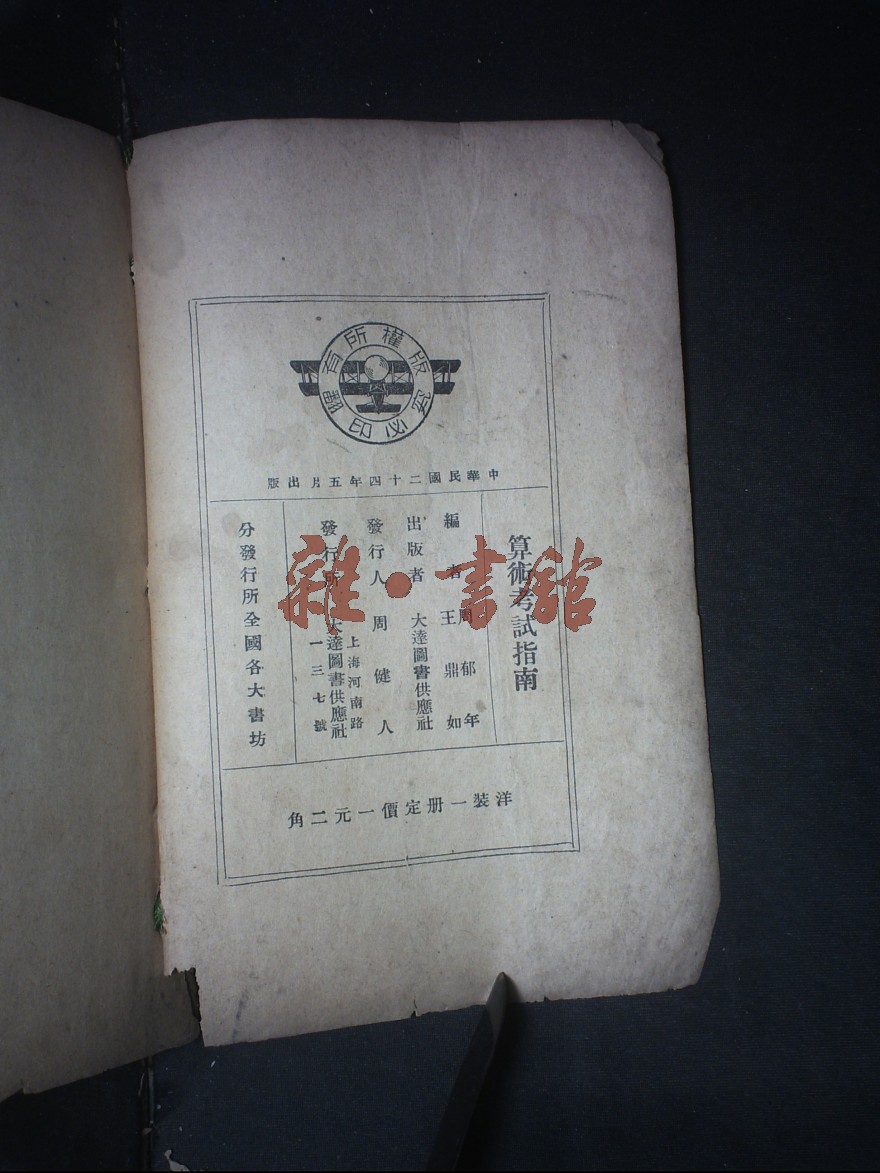 版權所有
翻印必究
中華民國二十四年五月出版
算術考試指南
編者
周郁年
王鼎如
出版者 大達圖書供應社
發行人 周健人
發行所
上海河南路
大達圖書供應社
一三七號
分發行所全國各大書坊
洋裝一册定價一元二角
雜·書館